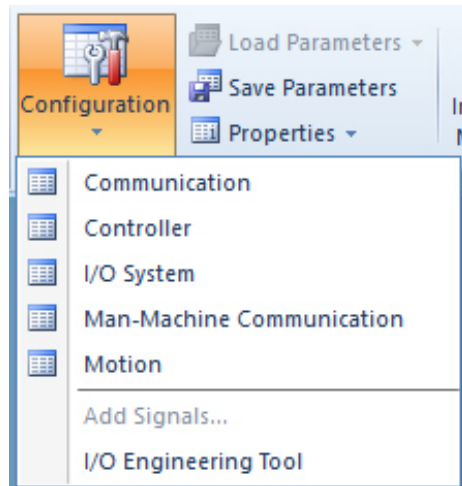 Configuration
Load Parameters
Save Parameters
Properties
Communication
Controller
I/O System
Man-Machine Communication
Motion
Add Signals...
I/O Engineering Tool